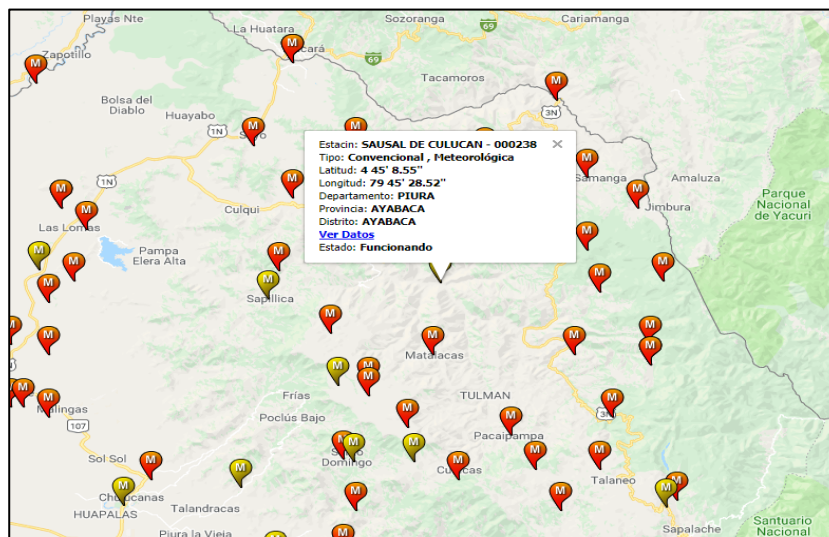 Playas Nte
Sozoranga
Cariamanga
La Huatara
69
Zapotillo
69
Tacamoros
Bolsa del
Diablo
3N
Huayabo
1N
Estacin: SAUSAL DE CULUCAN - 000238
Tipo: Convencional , Meteorológica
Latitud: 4 45' 8.55"
Longitud: 79 45' 28.52"
Departamento: PIURA
Provincia: AYABACA
Distrito: AYABACA
Ver Datos
Estado: Funcionando
1N
Samanga
Amaluza
Parque
Nacional
de Yacuri
Culqui
Jimbura
Las Lomas
Pampa
Elera Alta
Sapillica
Matalacas
Frías
TULMAN
Poclús Bajo
3N
Malingas
107
Pacaipampa
Sol Sol
Domingo
Talaneo
Chulucanas
HUAPALAS
Talandracas
Piura la Vieja
Sapalache
Santuario
Nacional